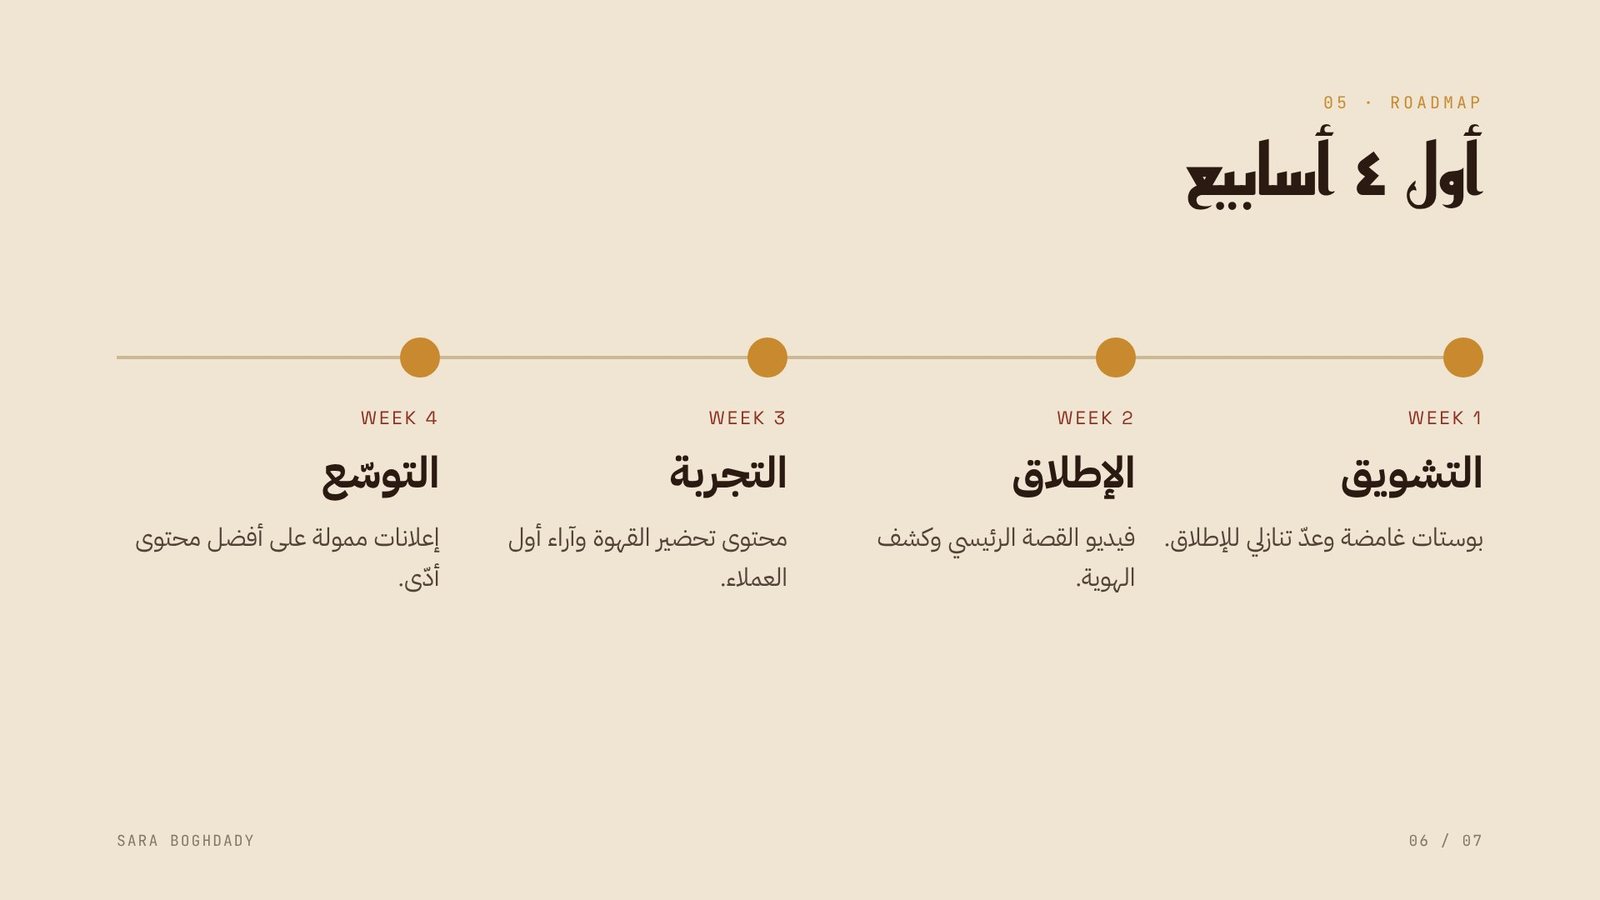 05 · ROADMAP
أول ٤ أسابيع
WEEK 1
التشويق
بوستات غامضة وعدّ تنازلي للإطلاق.
WEEK 2
الإطلاق
فيديو القصة الرئيسي وكشف
الهوية.
WEEK 3
التجربة
محتوى تحضير القهوة وآراء أول
العملاء.
WEEK 4
التوسّع
إعلانات ممولة على أفضل محتوى
أدّى.
SARA BOGHDADY
06 / 07